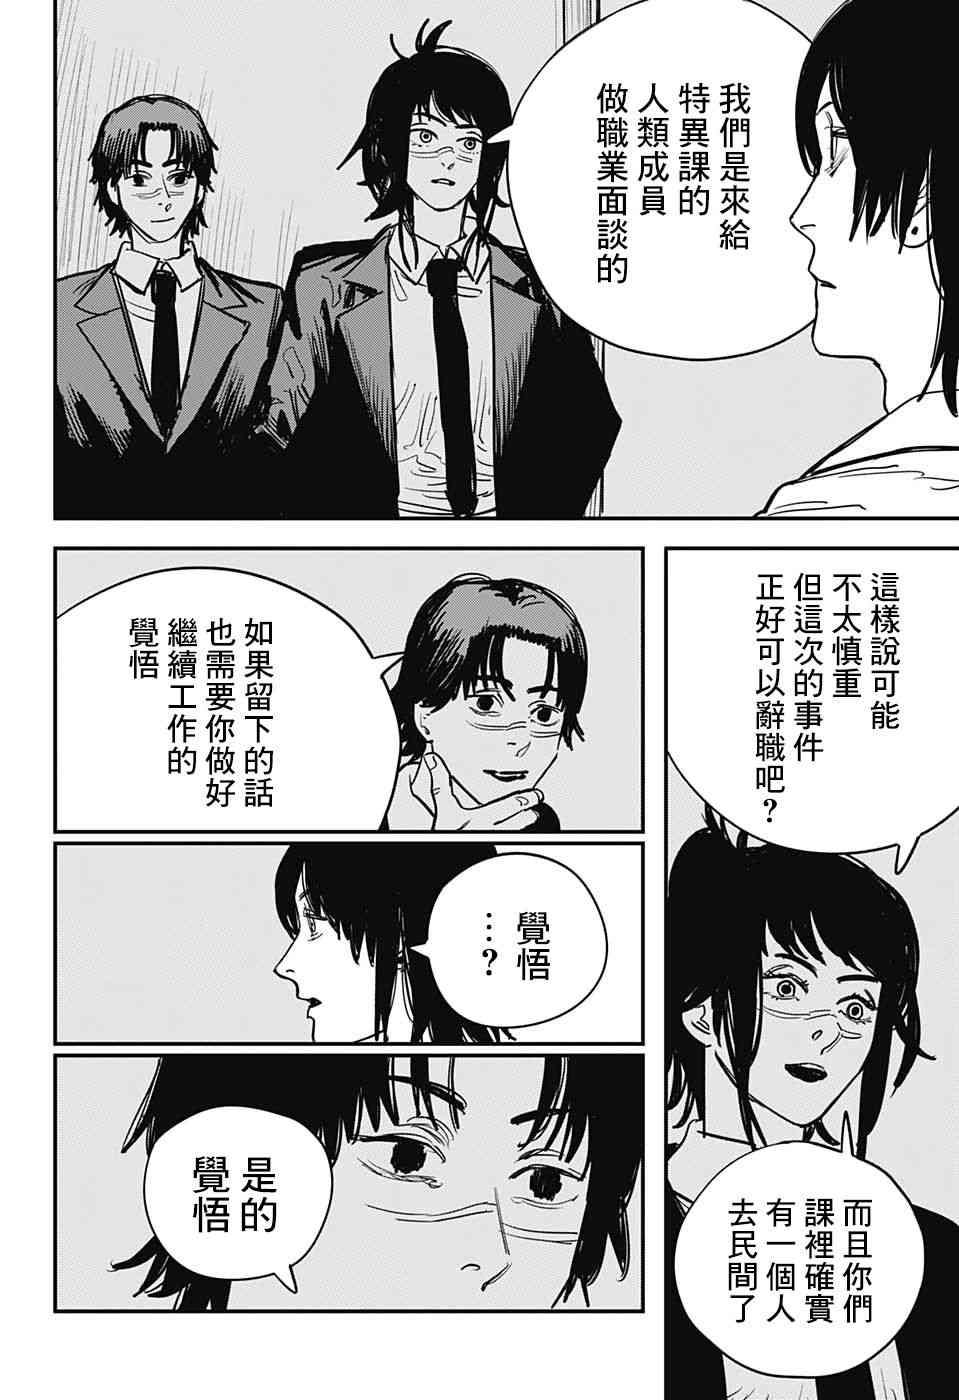 我們是來給
特異課的
人類成員
做職業面談的
這樣說可能
不太慎重
但這次的事件
正好可以辭職吧？
而且你們
課裡確實
有一個人
去民間了
如果留下的話
也需要你做好
繼續工作的
覺悟
覺悟
…？
是的
覺悟